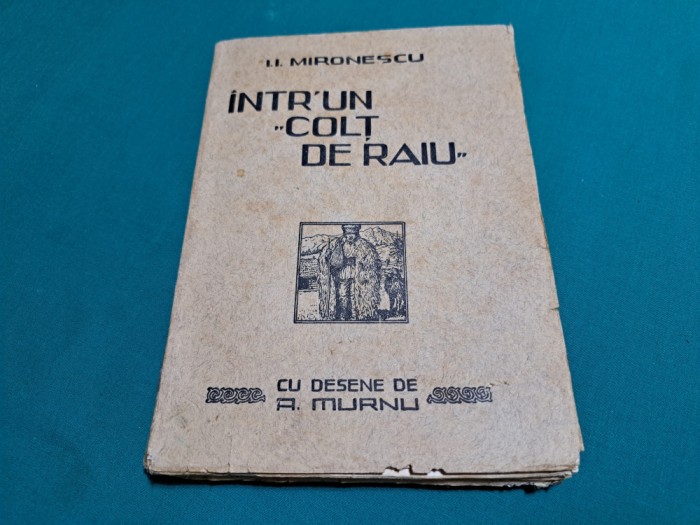 I.I. MIRONESCU
ÎNTR'UN
"COLȚ
DE RAIU"
CU DESENE DE
A. MURNU